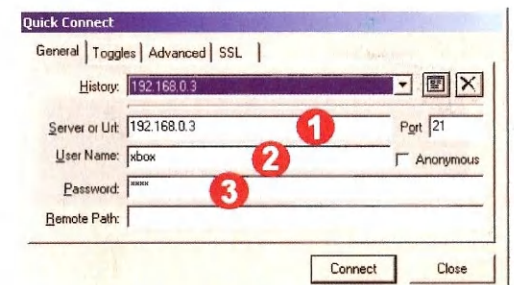 Quick Connect
General Toggles Advanced SSL
History: 192.168.0.3
Server or Url: 192.168.0.3 1 Port 21
User Name: xbox 2 Anonymous
Password: **** 3
Remote Path:
Connect Close